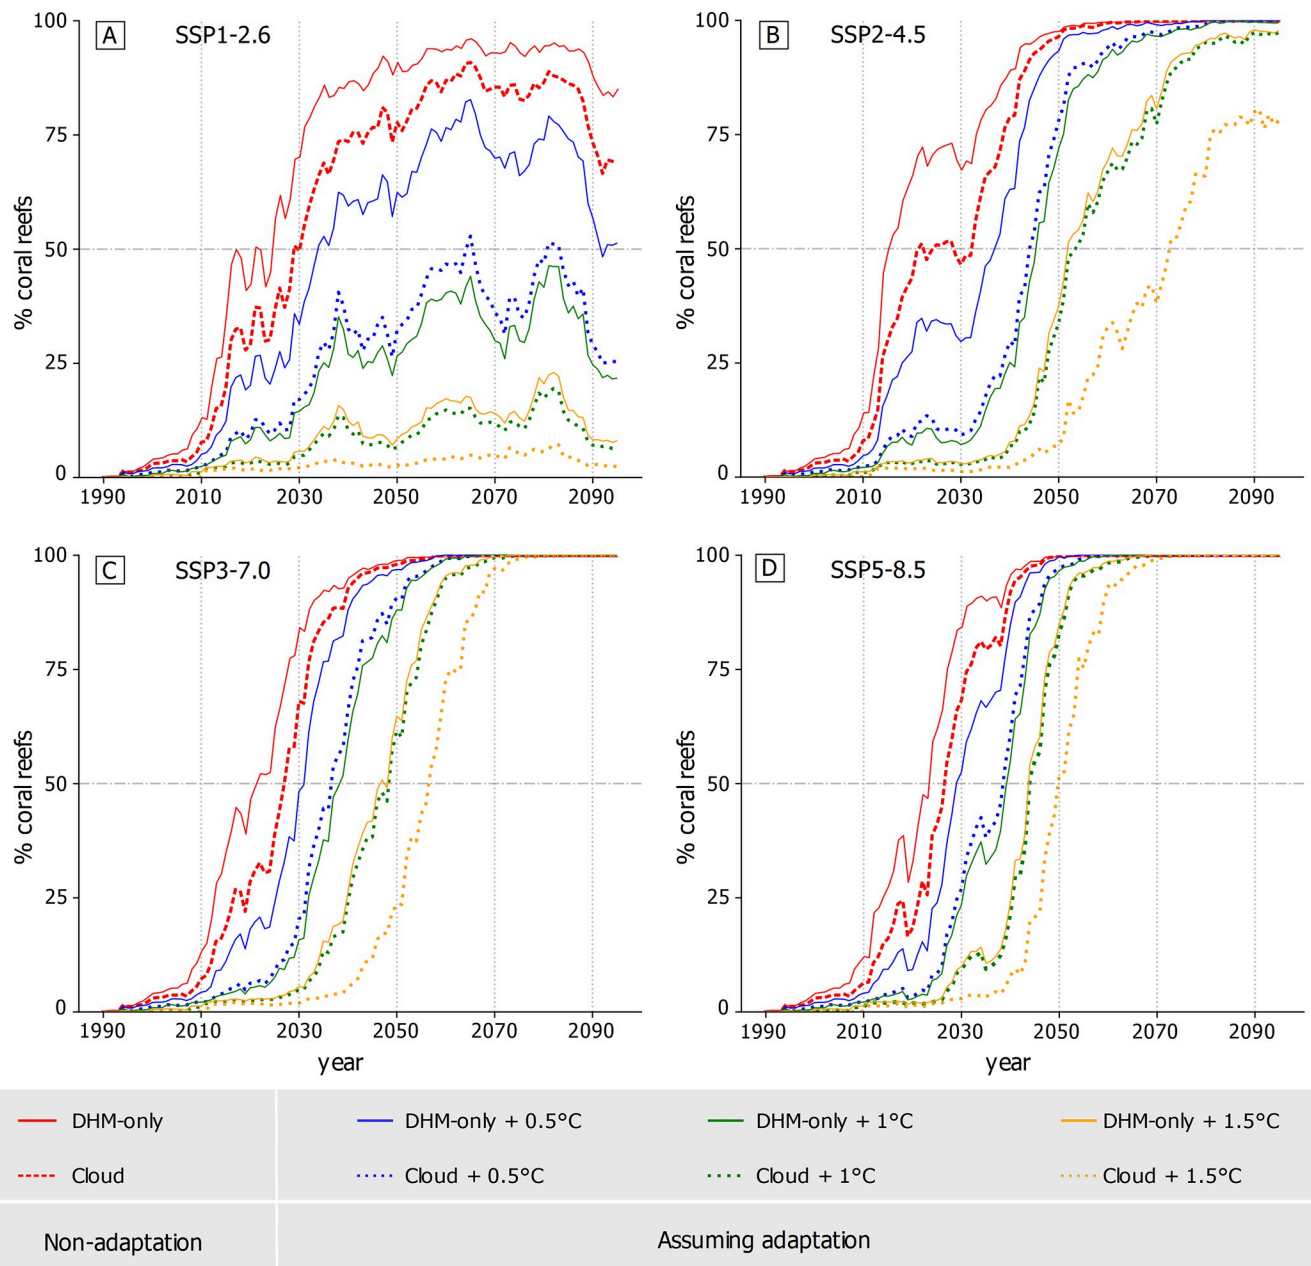 A SSP1-2.6
B SSP2-4.5
100 100
75 75
50 50
25 25
0 0
% coral reefs % coral reefs
1990 2010 2030 2050 2070 2090 1990 2010 2030 2050 2070 2090
C SSP3-7.0
D SSP5-8.5
100 100
75 75
50 50
25 25
0 0
% coral reefs % coral reefs
1990 2010 2030 2050 2070 2090 1990 2010 2030 2050 2070 2090
year year
DHM-only DHM-only + 0.5°C DHM-only + 1°C DHM-only + 1.5°C
Cloud Cloud + 0.5°C Cloud + 1°C Cloud + 1.5°C
Non-adaptation Assuming adaptation